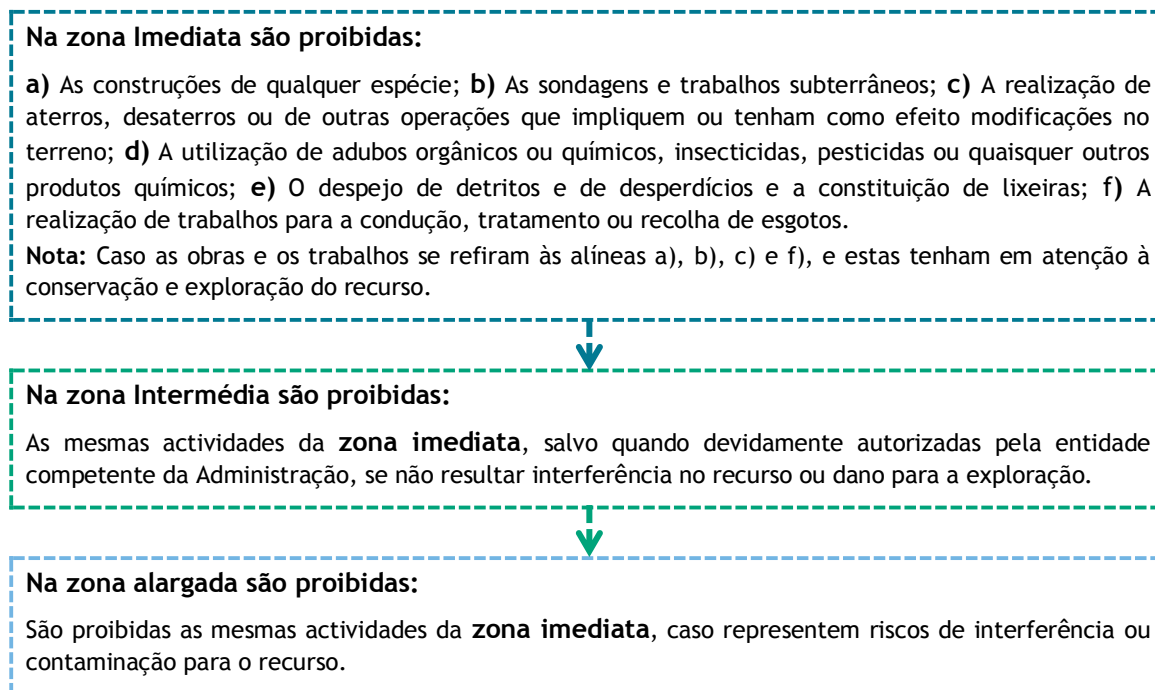 Na zona Imediata são proibidas:
a) As construções de qualquer espécie; b) As sondagens e trabalhos subterrâneos; c) A realização de
aterros, desaterros ou de outras operações que impliquem ou tenham como efeito modificações no
terreno; d) A utilização de adubos orgânicos ou químicos, insecticidas, pesticidas ou quaisquer outros
produtos químicos; e) O despejo de detritos e de desperdícios e a constituição de lixeiras; f) A
realização de trabalhos para a condução, tratamento ou recolha de esgotos.
Nota: Caso as obras e os trabalhos se refiram às alíneas a), b), c) e f), e estas tenham em atenção à
conservação e exploração do recurso.
Na zona Intermédia são proibidas:
As mesmas actividades da zona imediata, salvo quando devidamente autorizadas pela entidade
competente da Administração, se não resultar interferência no recurso ou dano para a exploração.
Na zona alargada são proibidas:
São proibidas as mesmas actividades da zona imediata, caso representem riscos de interferência ou
contaminação para o recurso.